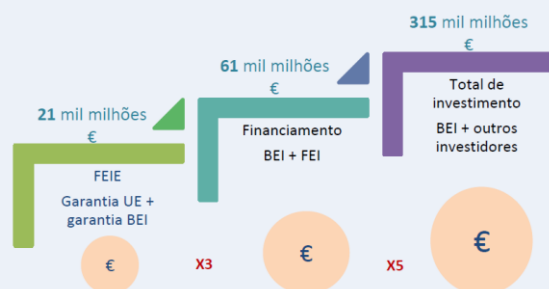 21 mil milhões
€
FEIE
Garantia UE +
garantia BEI
€
X3
61 mil milhões
€
Financiamento
BEI + FEI
€
X5
315 mil milhões
€
Total de
investimento
BEI + outros
investidores
€